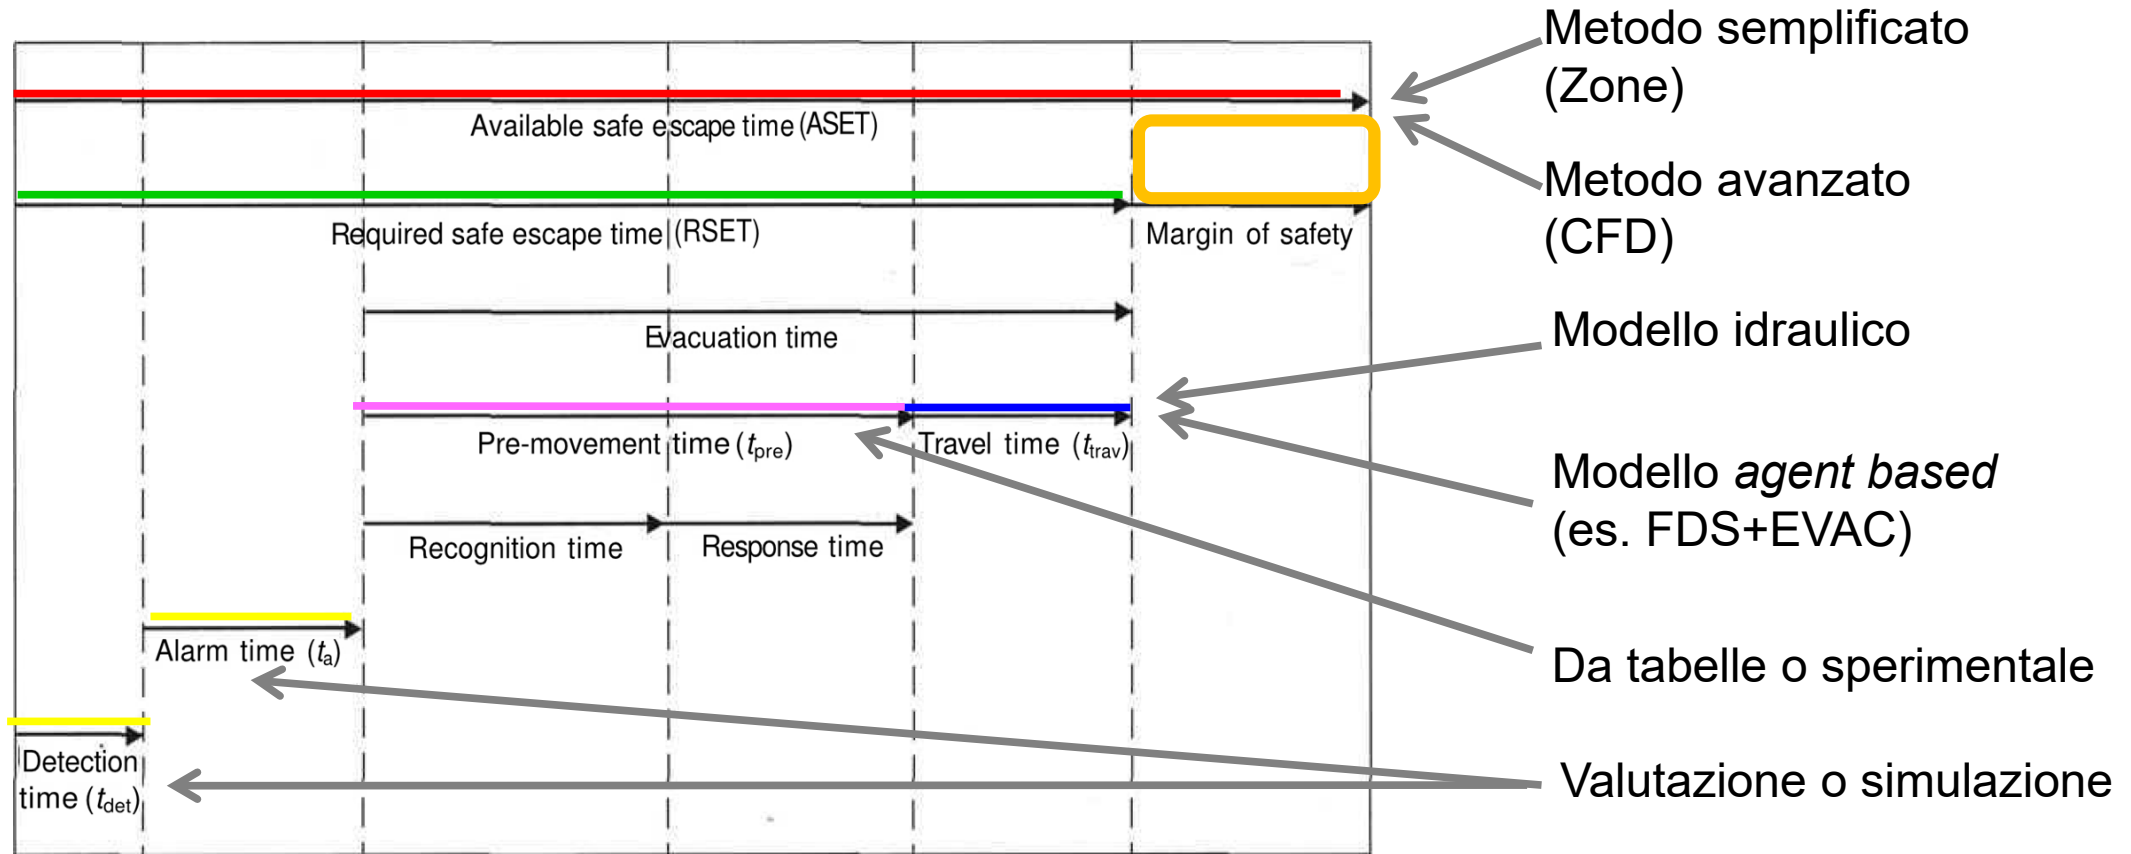 Metodo semplificato
(Zone)
Available safe escape time (ASET)
Metodo avanzato
(CFD)
Required safe escape time (RSET)
Margin of safety
Modello idraulico
Evacuation time
Pre-movement time (tpre)
Travel time (ttrav)
Modello agent based
(es. FDS+EVAC)
Recognition time
Response time
Alarm time (ta)
Da tabelle o sperimentale
Detection
time (tdet)
Valutazione o simulazione